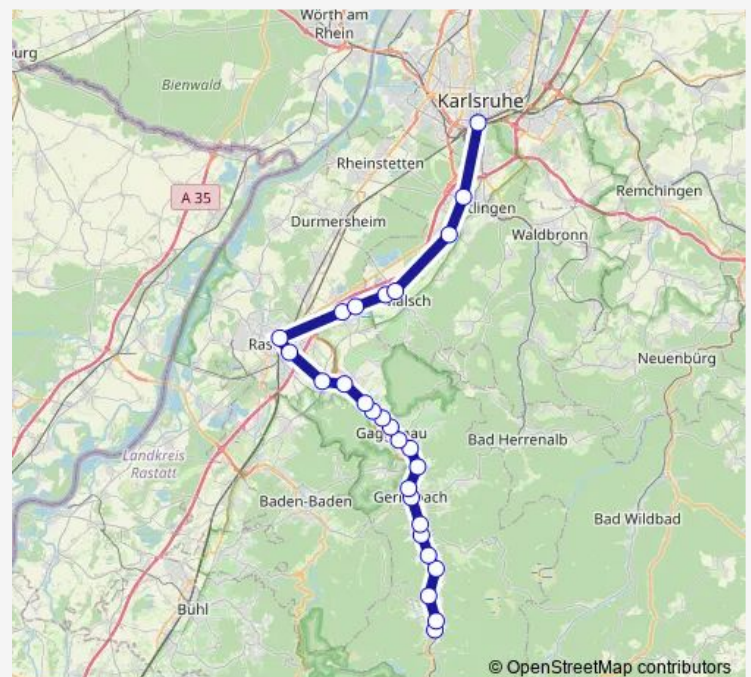 Wörth am
Rhein
Bienwald
Karlsruhe
Rheinstetten
A 35
Remchingen
Durmersheim
Waldbronn
Neuenbürg
Landkreis
Rastatt
Bad Herrenalb
Baden-Baden
Bad Wildbad
Bühl
© OpenStreetMap contributors